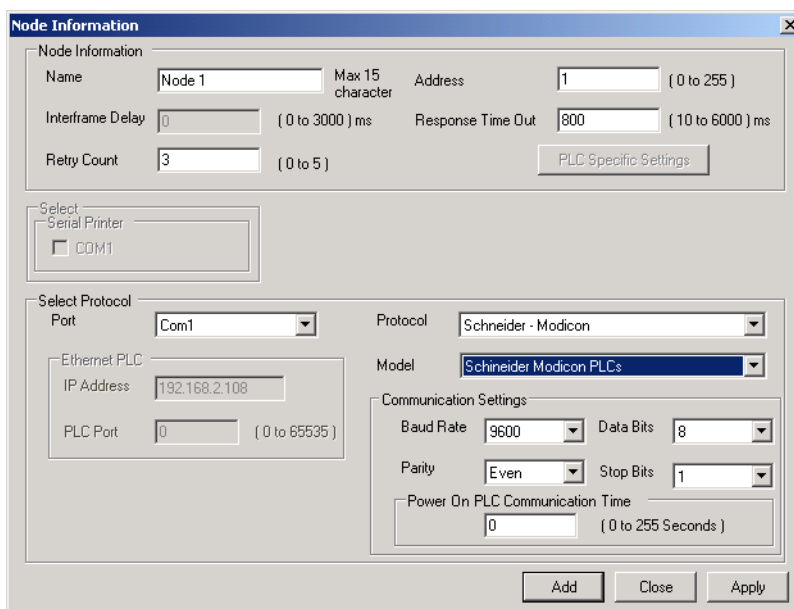 Node Information
Node Information
Name Node 1 Max 15 character Address 1 ( 0 to 255 )
Interframe Delay 0 ( 0 to 3000 ) ms Response Time Out 800 ( 10 to 6000 ) ms
Retry Count 3 ( 0 to 5 ) PLC Specific Settings
Select
Serial Printer
COM1
Select Protocol
Port Com1 Protocol Schneider - Modicon
Ethernet PLC Model Schineider Modicon PLCs
IP Address 192.168.2.108
PLC Port 0 ( 0 to 65535 )
Communication Settings
Baud Rate 9600 Data Bits 8
Parity Even Stop Bits 1
Power On PLC Communication Time
0 ( 0 to 255 Seconds )
Add Close Apply